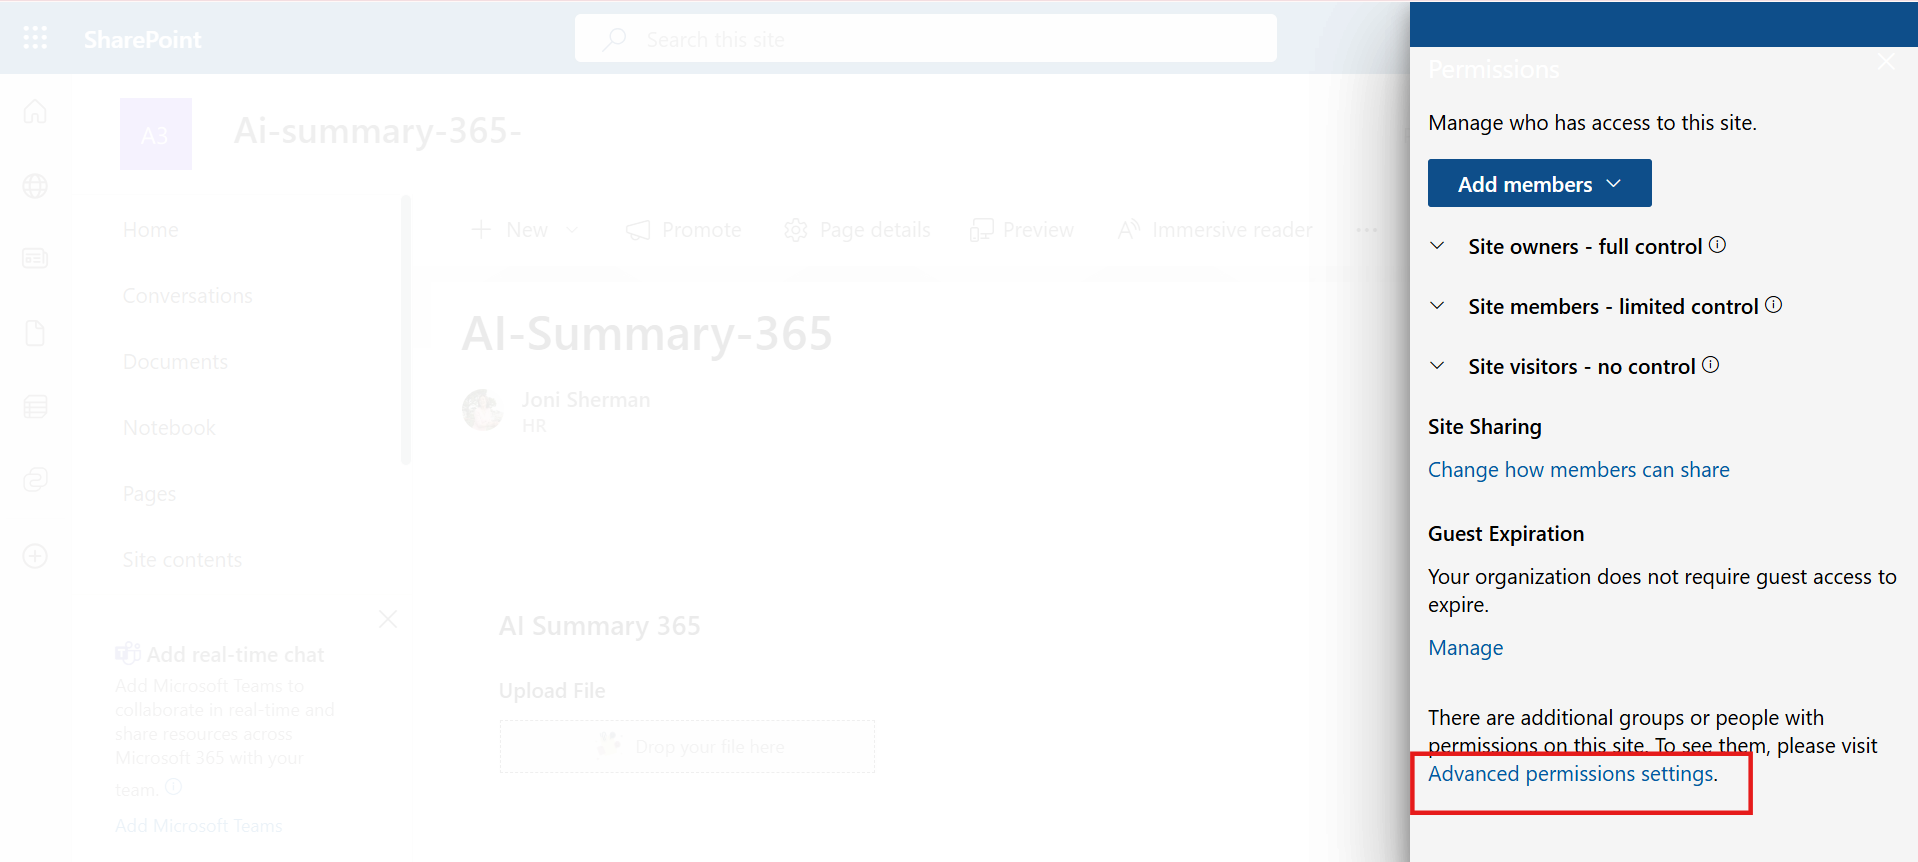 SharePoint
Search this site
A3
Ai-summary-365-
Home
Conversations
Documents
Notebook
Pages
Site contents
Add real-time chat
Add Microsoft Teams to
collaborate in real-time and
share resources across
Microsoft 365 with your
team.
Add Microsoft Teams
New
Promote
Page details
Preview
Immersive reader
AI-Summary-365
Joni Sherman
HR
AI Summary 365
Upload File
Drop your file here
Permissions
Manage who has access to this site.
Add members
Site owners - full control
Site members - limited control
Site visitors - no control
Site Sharing
Change how members can share
Guest Expiration
Your organization does not require guest access to
expire.
Manage
There are additional groups or people with
permissions on this site. To see them, please visit
Advanced permissions settings.